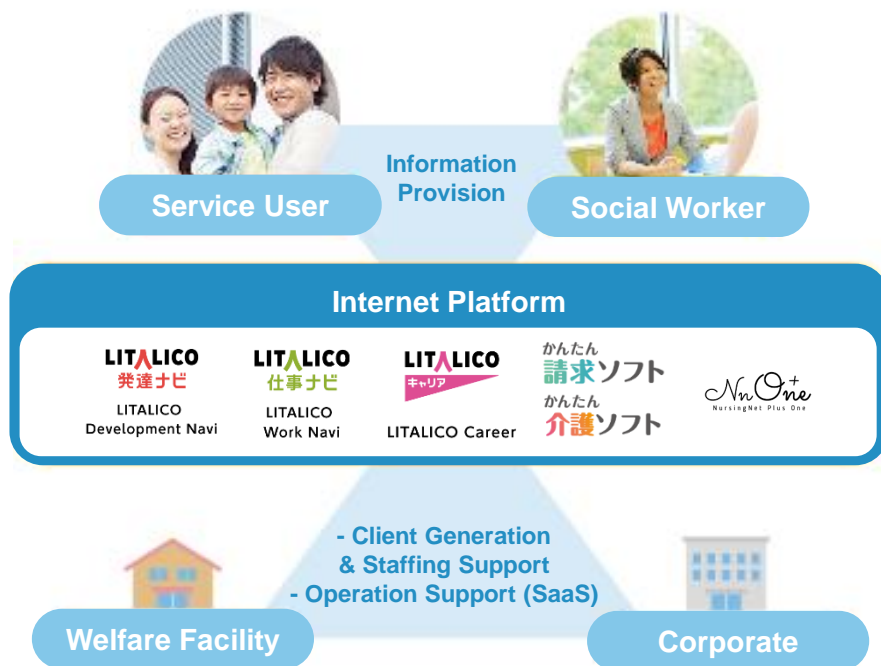 Information
Provision
Service User
Social Worker
Internet Platform
LITALICO
発達ナビ
LITALICO
Development Navi
LITALICO
仕事ナビ
LITALICO
Work Navi
LITALICO
キャリア
LITALICO Career
かんたん
請求ソフト
かんたん
介護ソフト
NnOne+
NursingNet Plus One
- Client Generation
& Staffing Support
- Operation Support (SaaS)
Welfare Facility
Corporate